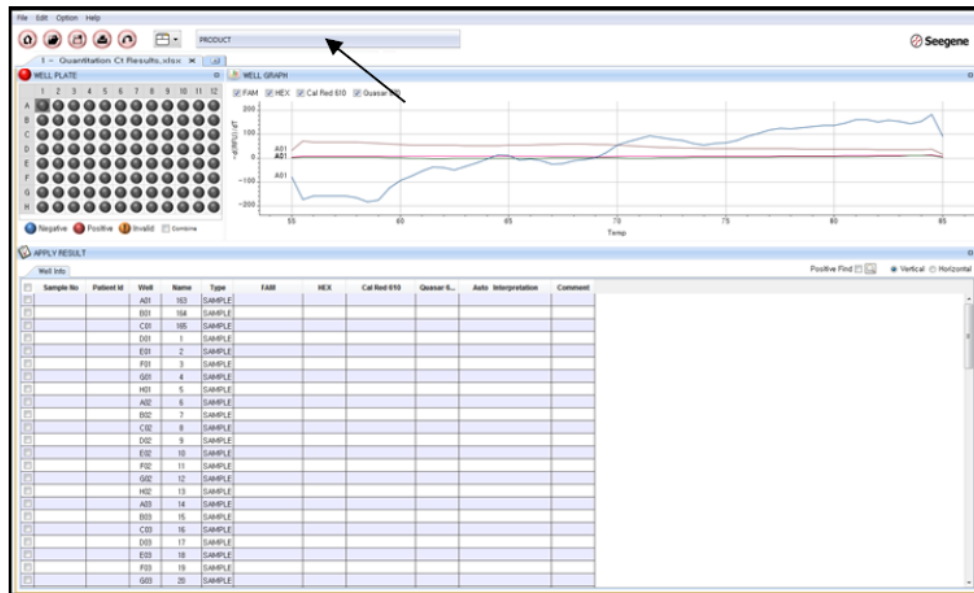 File Edit Option Help
PRODUCT
Seegene
1 - Quantitation Ct Results.xlsx
WELL PLATE
WELL GRAPH
1 2 3 4 5 6 7 8 9 10 11 12
A
B
C
D
E
F
G
H
Negative Positive Invalid Combine
FAM HEX Cal Red 610 Quasar 670
-d(RFU)/dT
200
100
0
-100
-200
A01
A01
A01
55 60 65 70 75 80 85
Temp
APPLY RESULT
Well Info
Positive Find Vertical Horizontal
Sample No Patient Id Well Name Type FAM HEX Cal Red 610 Quasar 6... Auto Interpretation Comment
A01 163 SAMPLE
B01 164 SAMPLE
C01 165 SAMPLE
D01 1 SAMPLE
E01 2 SAMPLE
F01 3 SAMPLE
G01 4 SAMPLE
H01 5 SAMPLE
A02 6 SAMPLE
B02 7 SAMPLE
C02 8 SAMPLE
D02 9 SAMPLE
E02 10 SAMPLE
F02 11 SAMPLE
G02 12 SAMPLE
H02 13 SAMPLE
A03 14 SAMPLE
B03 15 SAMPLE
C03 16 SAMPLE
D03 17 SAMPLE
E03 18 SAMPLE
F03 19 SAMPLE
G03 20 SAMPLE